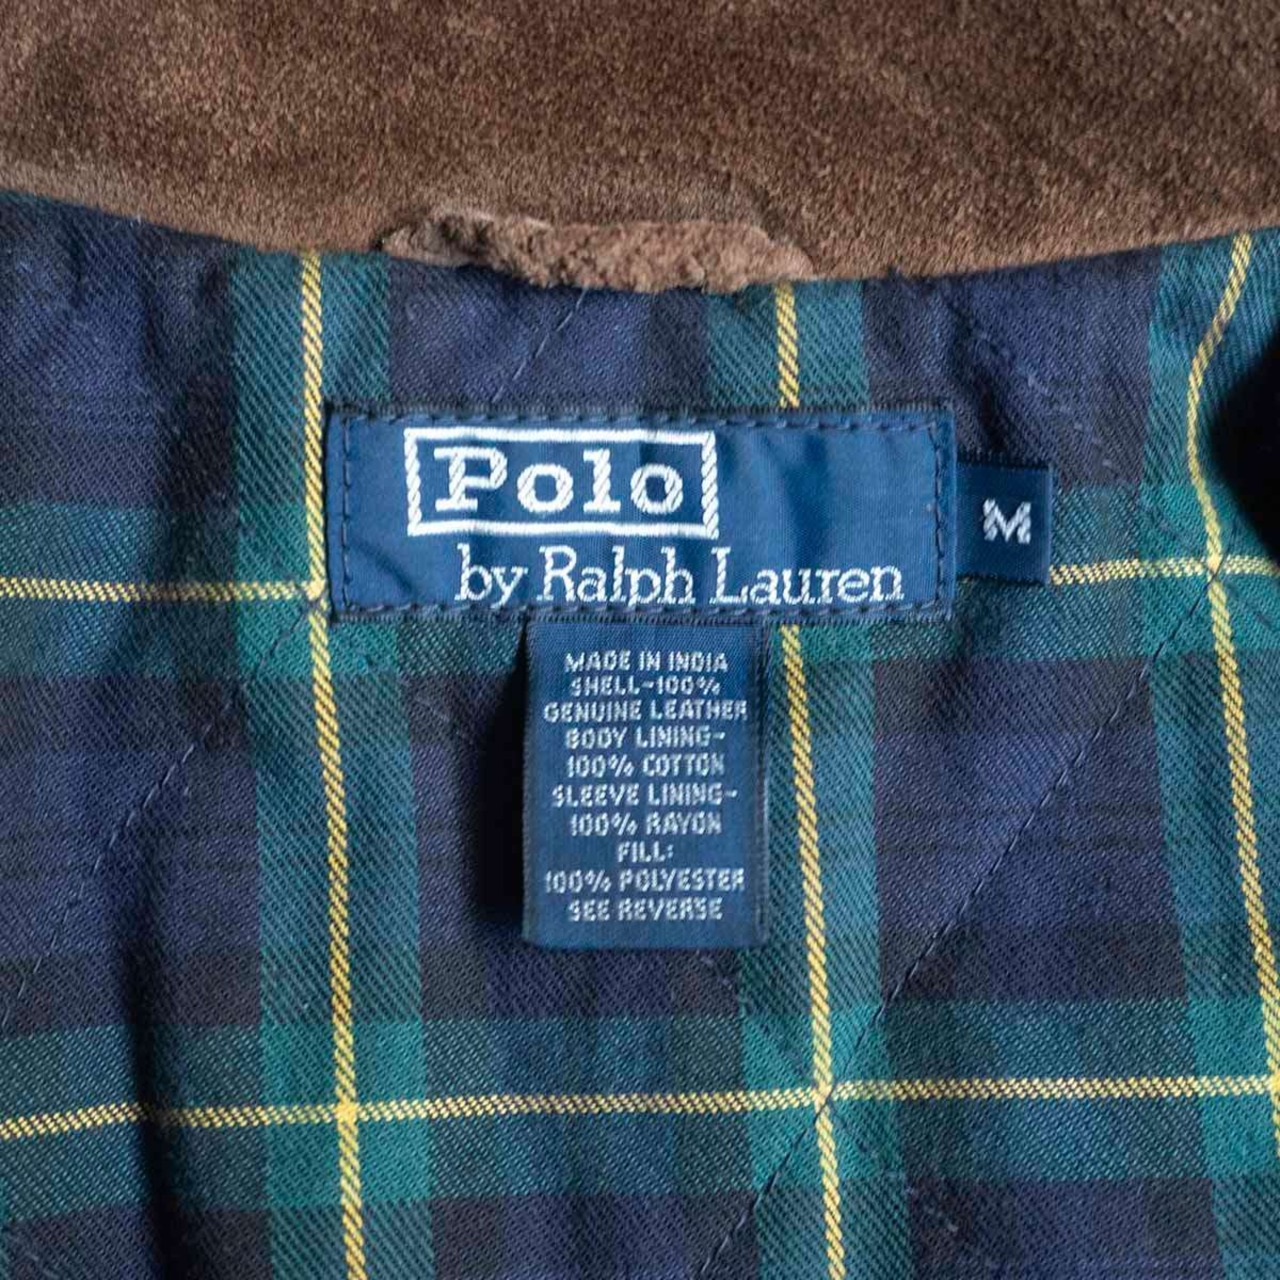 Polo
by Ralph Lauren
M
MADE IN INDIA
SHELL-100%
GENUINE LEATHER
BODY LINING-
100% COTTON
SLEEVE LINING-
100% RAYON
FILL:
100% POLYESTER
SEE REVERSE